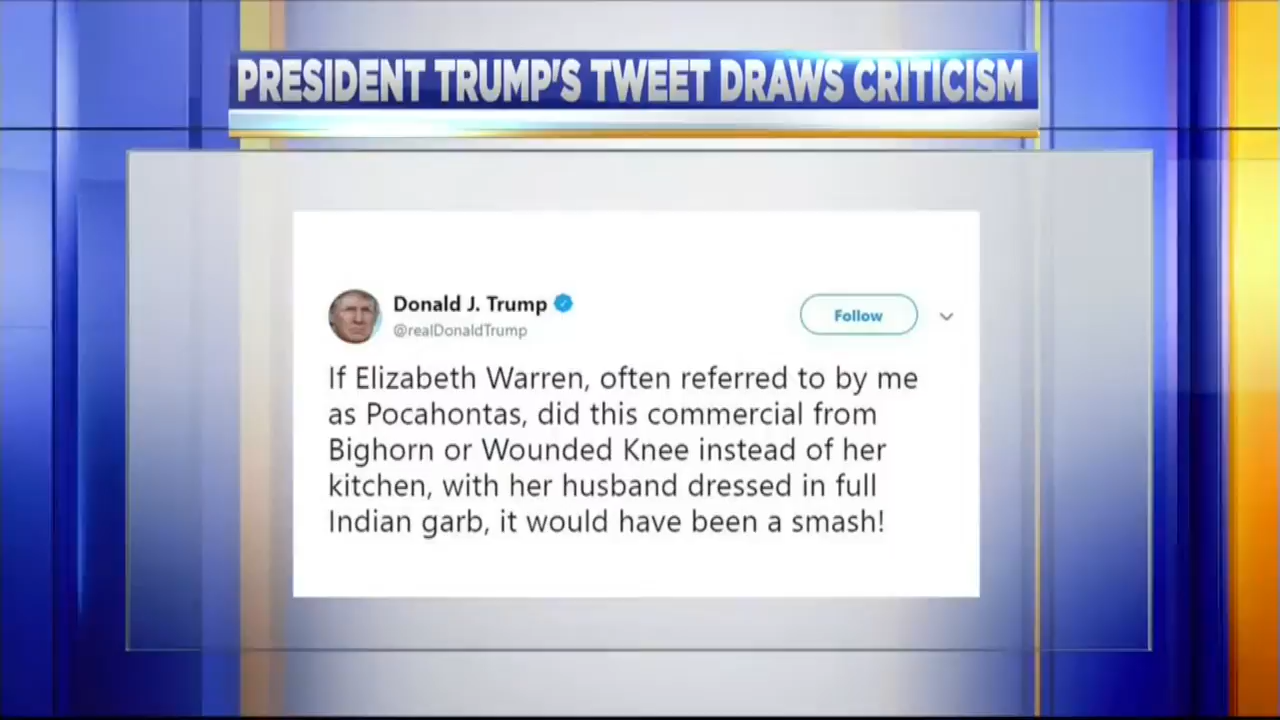 PRESIDENT TRUMP'S TWEET DRAWS CRITICISM
Donald J. Trump
@realDonaldTrump
Follow
If Elizabeth Warren, often referred to by me
as Pocahontas, did this commercial from
Bighorn or Wounded Knee instead of her
kitchen, with her husband dressed in full
Indian garb, it would have been a smash!